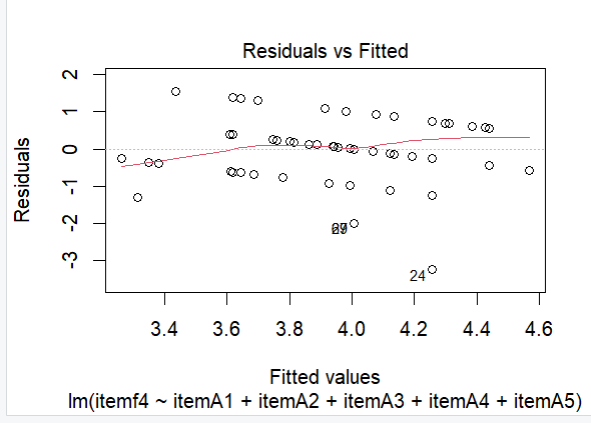 Residuals vs Fitted
Residuals
2
1
0
-1
-2
-3
24
3.4 3.6 3.8 4.0 4.2 4.4 4.6
Fitted values
lm(itemf4 ~ itemA1 + itemA2 + itemA3 + itemA4 + itemA5)